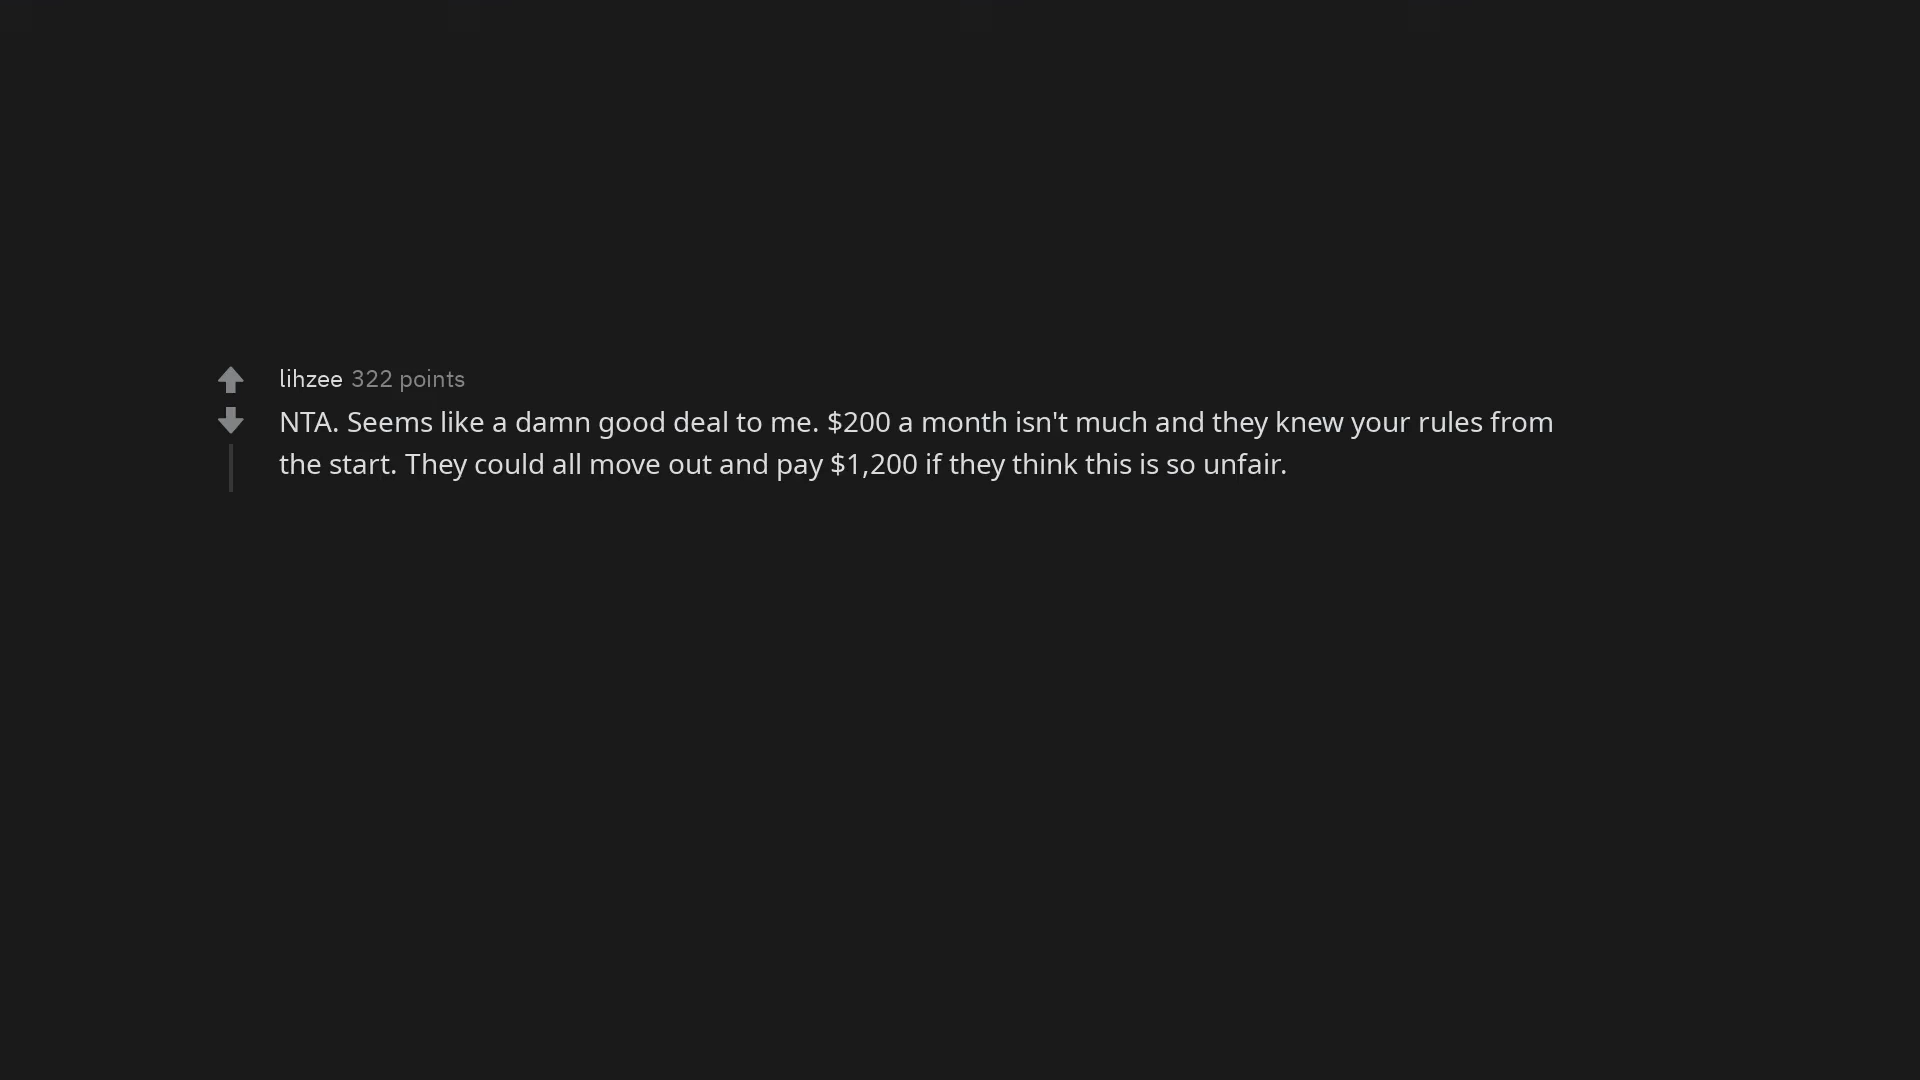 lihzee 322 points
NTA. Seems like a damn good deal to me. $200 a month isn't much and they knew your rules from
the start. They could all move out and pay $1,200 if they think this is so unfair.